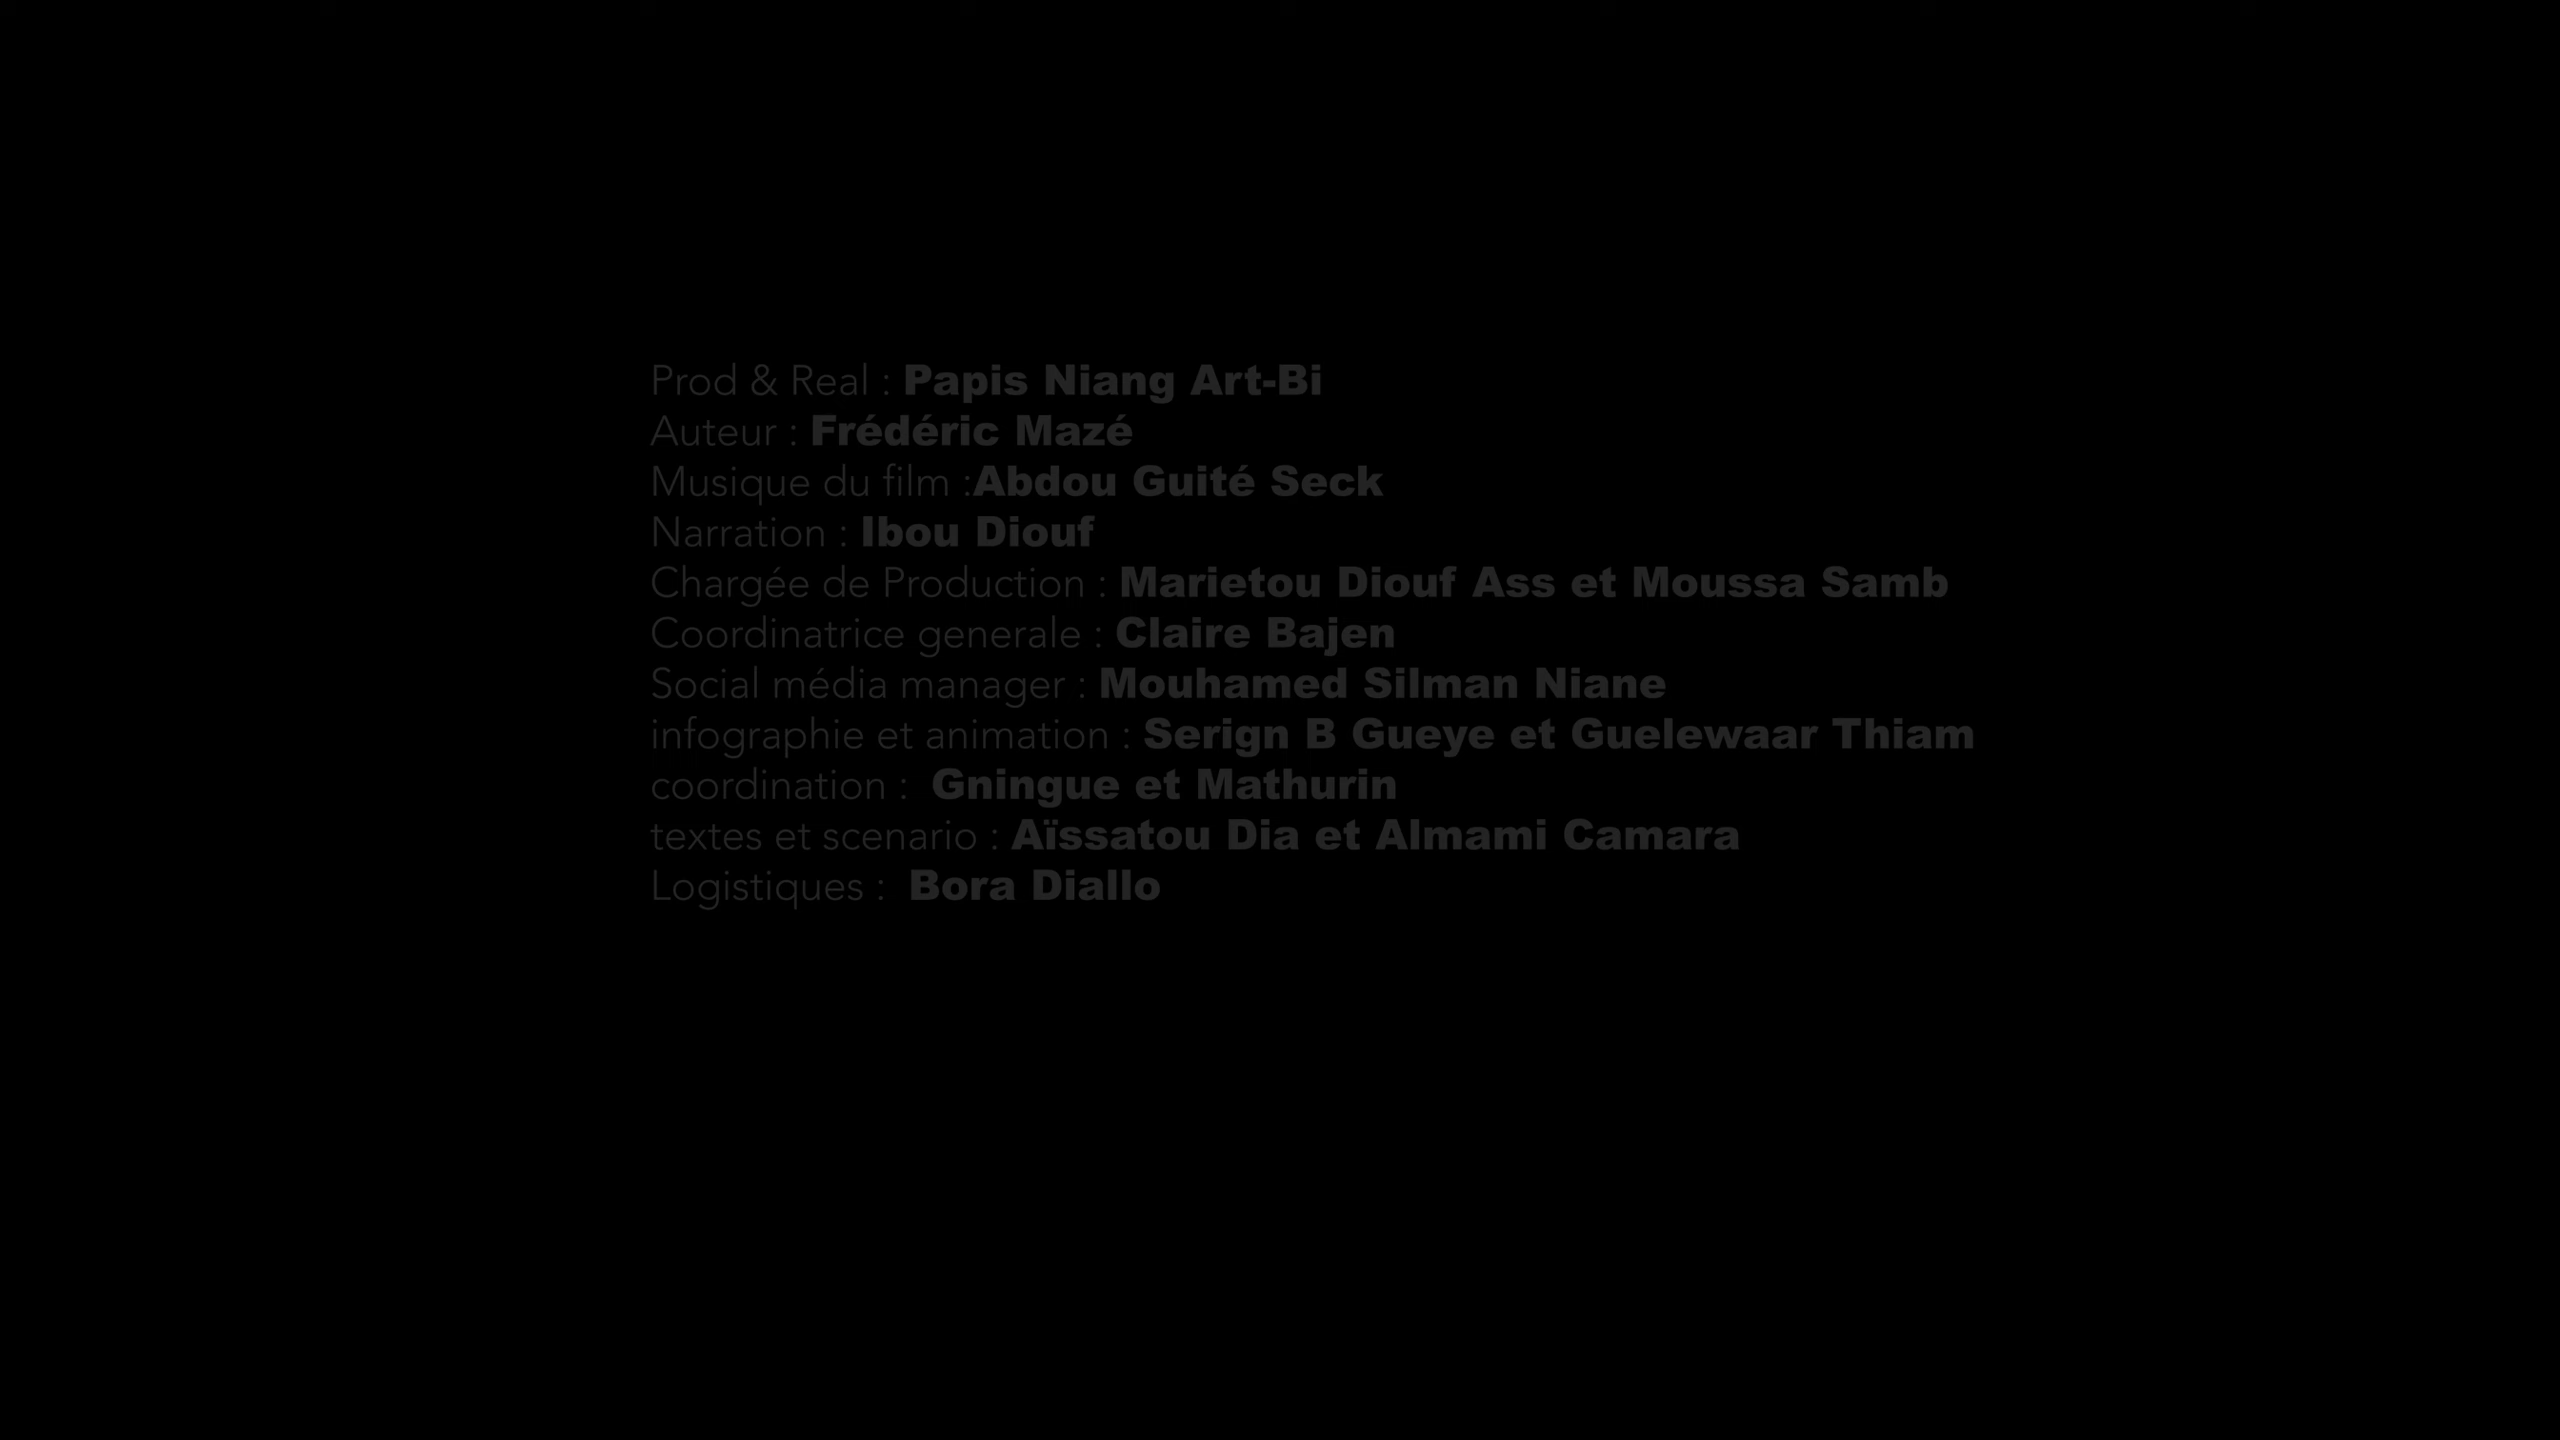 Prod & Real : Papis Niang Art-Bi
Auteur : Frédéric Mazé
Musique du film :Abdou Guité Seck
Narration : Ibou Diouf
Chargée de Production : Marietou Diouf Ass et Moussa Samb
Coordinatrice generale : Claire Bajen
Social média manager : Mouhamed Silman Niane
infographie et animation : Serign B Gueye et Guelewaar Thiam
coordination :  Gningue et Mathurin
textes et scenario : Aïssatou Dia et Almami Camara
Logistiques :  Bora Diallo